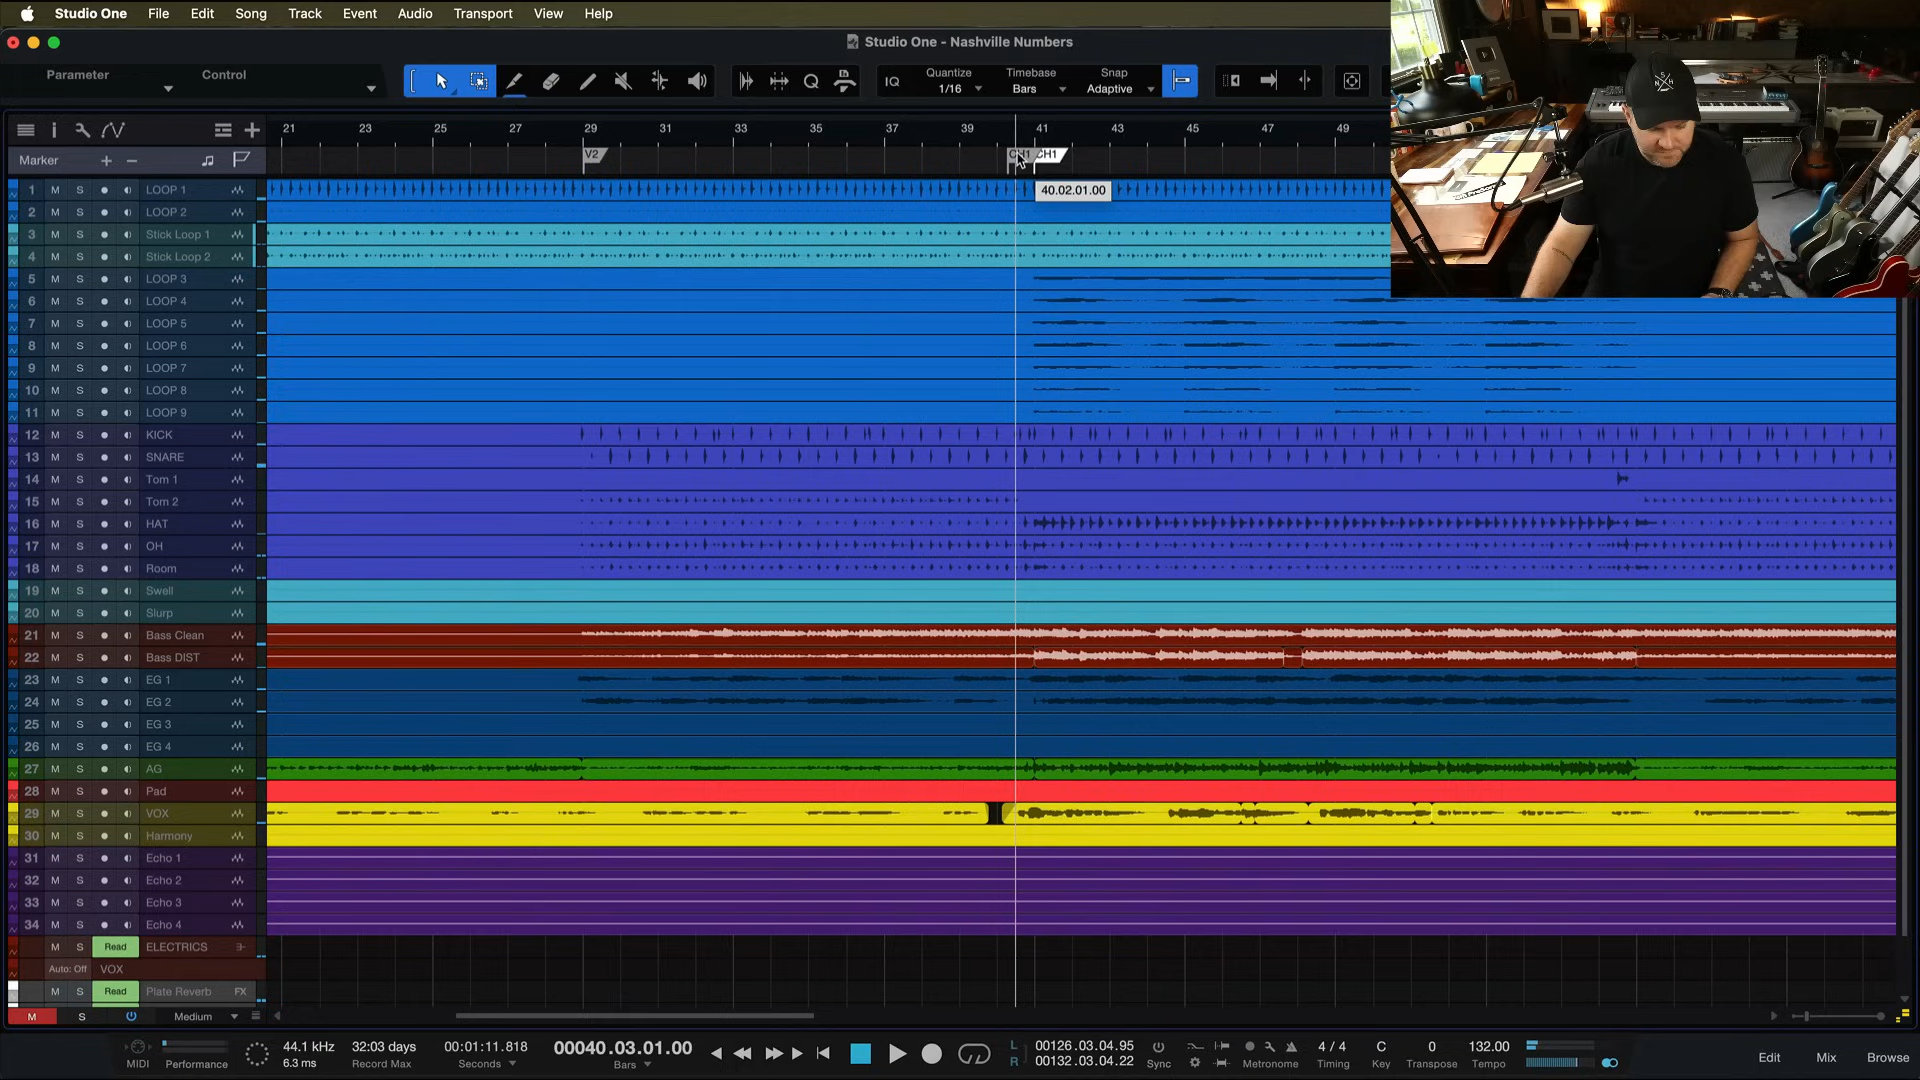 Studio One File Edit Song Track Event Audio Transport View Help
Studio One - Nashville Numbers
Parameter Control
IQ Quantize 1/16 Timebase Bars Snap Adaptive
21 23 25 27 29 31 33 35 37 39 41 43 45 47 49
Marker V2 CH1 CH1
40.02.01.00
1 M S LOOP 1
2 M S LOOP 2
3 M S Stick Loop 1
4 M S Stick Loop 2
5 M S LOOP 3
6 M S LOOP 4
7 M S LOOP 5
8 M S LOOP 6
9 M S LOOP 7
10 M S LOOP 8
11 M S LOOP 9
12 M S KICK
13 M S SNARE
14 M S Tom 1
15 M S Tom 2
16 M S HAT
17 M S OH
18 M S Room
19 M S Swell
20 M S Slurp
21 M S Bass Clean
22 M S Bass DIST
23 M S EG 1
24 M S EG 2
25 M S EG 3
26 M S EG 4
27 M S AG
28 M S Pad
29 M S VOX
30 M S Harmony
31 M S Echo 1
32 M S Echo 2
33 M S Echo 3
34 M S Echo 4
M S Read ELECTRICS
Auto: Off VOX
M S Read Plate Reverb FX
M S Medium
44.1 kHz 32:03 days 00:01:11.818 00040.03.01.00 L 00126.03.04.95 4 / 4 C 0 132.00
MIDI Performance 6.3 ms Record Max Seconds Bars R 00132.03.04.22 Sync Metronome Timing Key Transpose Tempo Edit Mix Browse